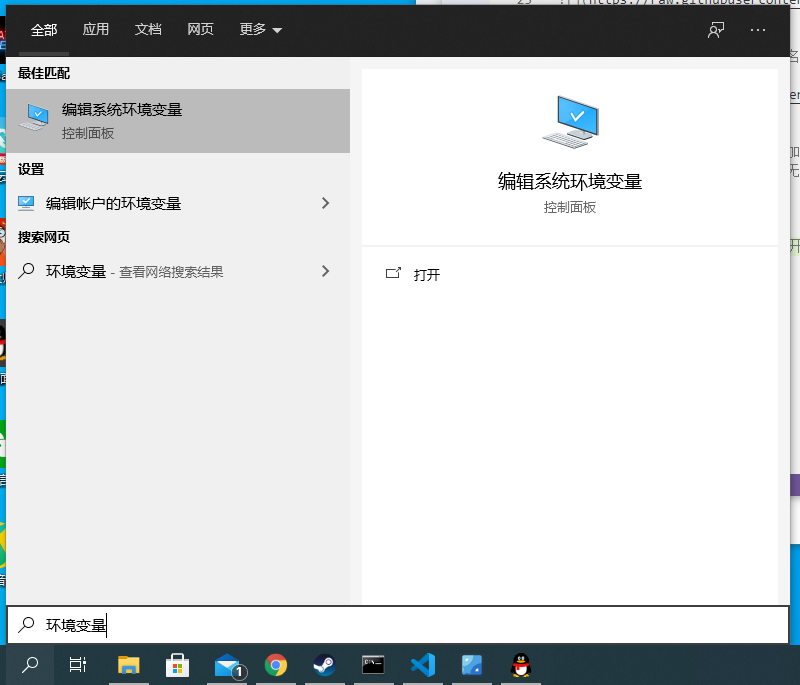 全部 应用 文档 网页 更多
最佳匹配
编辑系统环境变量
控制面板
设置
编辑帐户的环境变量
搜索网页
环境变量 - 查看网络搜索结果
编辑系统环境变量
控制面板
打开
环境变量
1